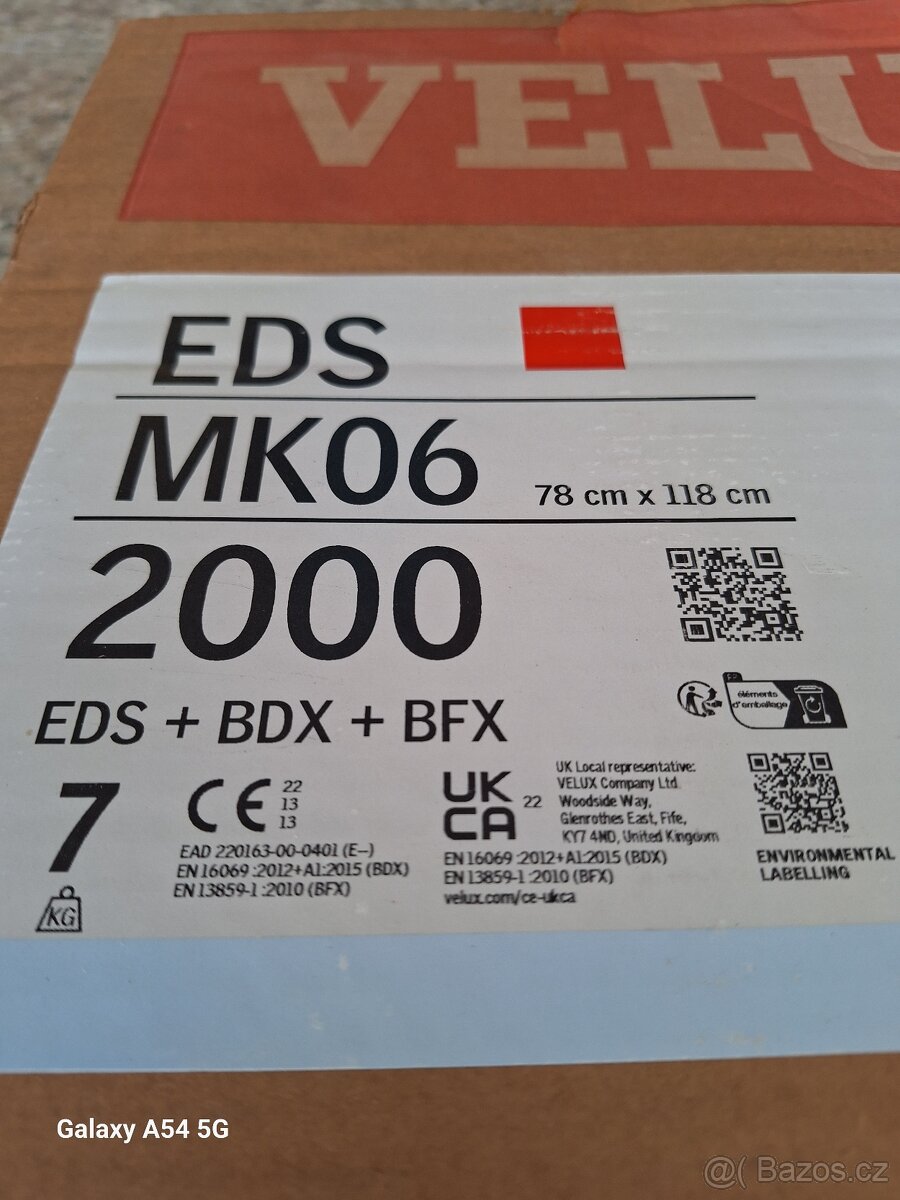 VELU
EDS
MK06 78 cm x 118 cm
2000
EDS + BDX + BFX
7
KG
CE 22
13
13
EAD 220163-00-0401 (E--)
EN 16069 :2012+A1:2015 (BDX)
EN 13859-1 :2010 (BFX)
UK
CA 22
UK Local representative:
VELUX Company Ltd.
Woodside Way,
Glenrothes East, Fife,
KY7 4ND, United Kingdom
EN 16069 :2012+A1:2015 (BDX)
EN 13859-1 :2010 (BFX)
velux.com/ce-ukca
FR
éléments
d'emballage
ENVIRONMENTAL
LABELLING
Galaxy A54 5G
@( Bazos.cz